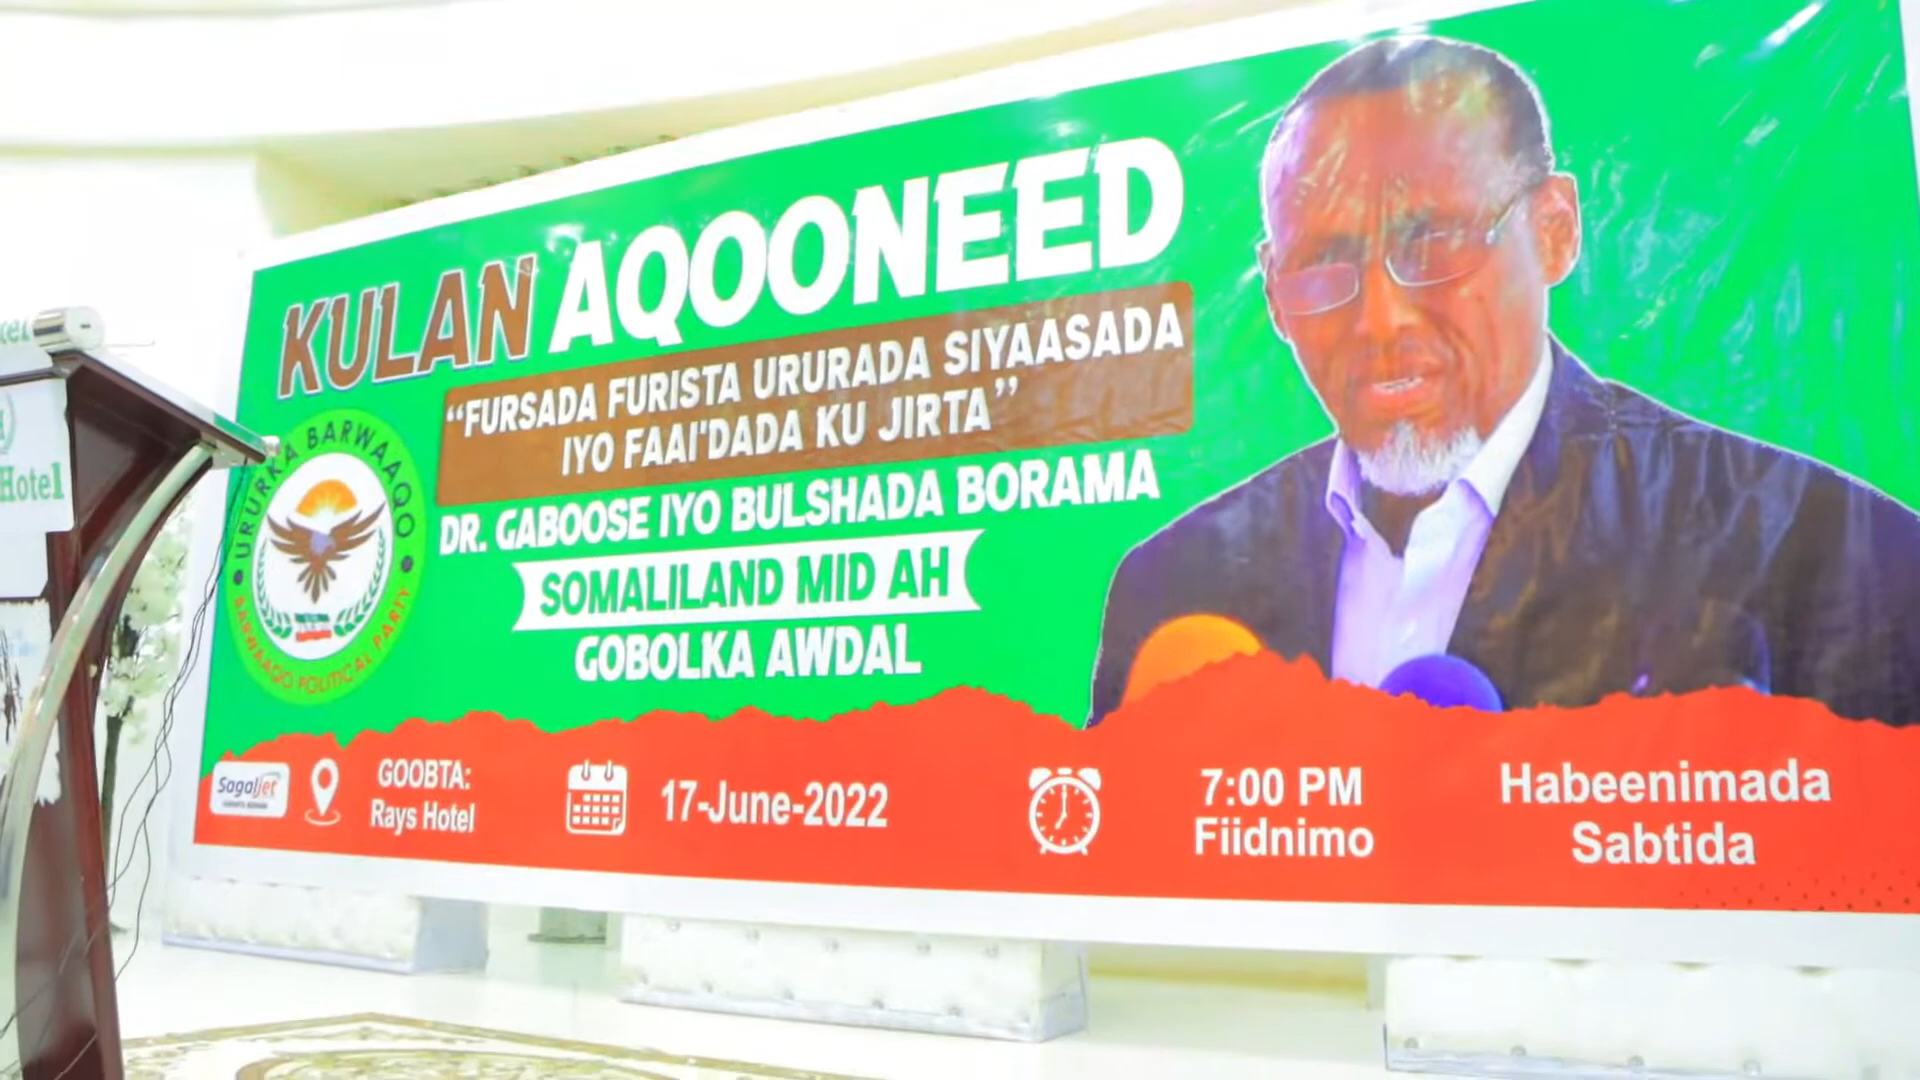 KULAN AQOONEED
“FURSADA FURISTA URURADA SIYAASADA
IYO FAAI'DADA KU JIRTA”
DR. GABOOSE IYO BULSHADA BORAMA
SOMALILAND MID AH
GOBOLKA AWDAL
URURKA BARWAAQO
BARWAAQO POLITICAL PARTY
Sagaljet
GOOBTA:
Rays Hotel
17-June-2022
7:00 PM
Fiidnimo
Habeenimada
Sabtida
Hotel